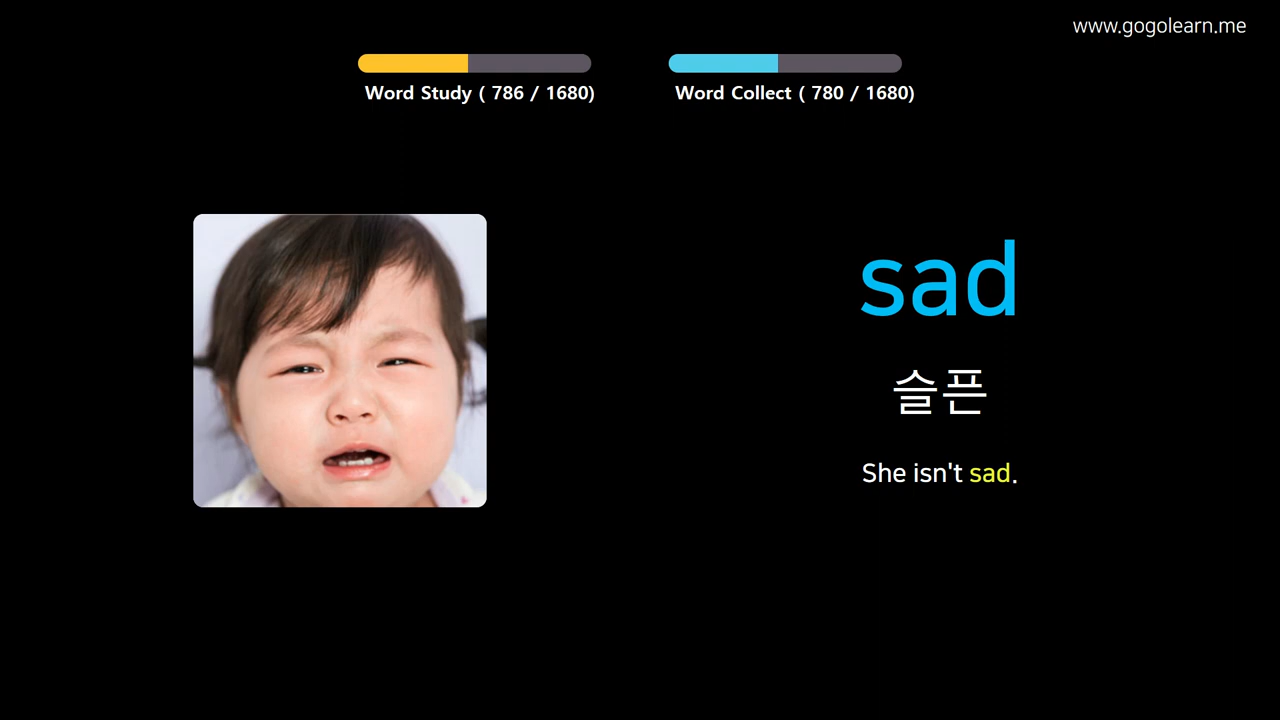 www.gogolearn.me
Word Study ( 786 / 1680)
Word Collect ( 780 / 1680)
sad
슬픈
She isn't sad.